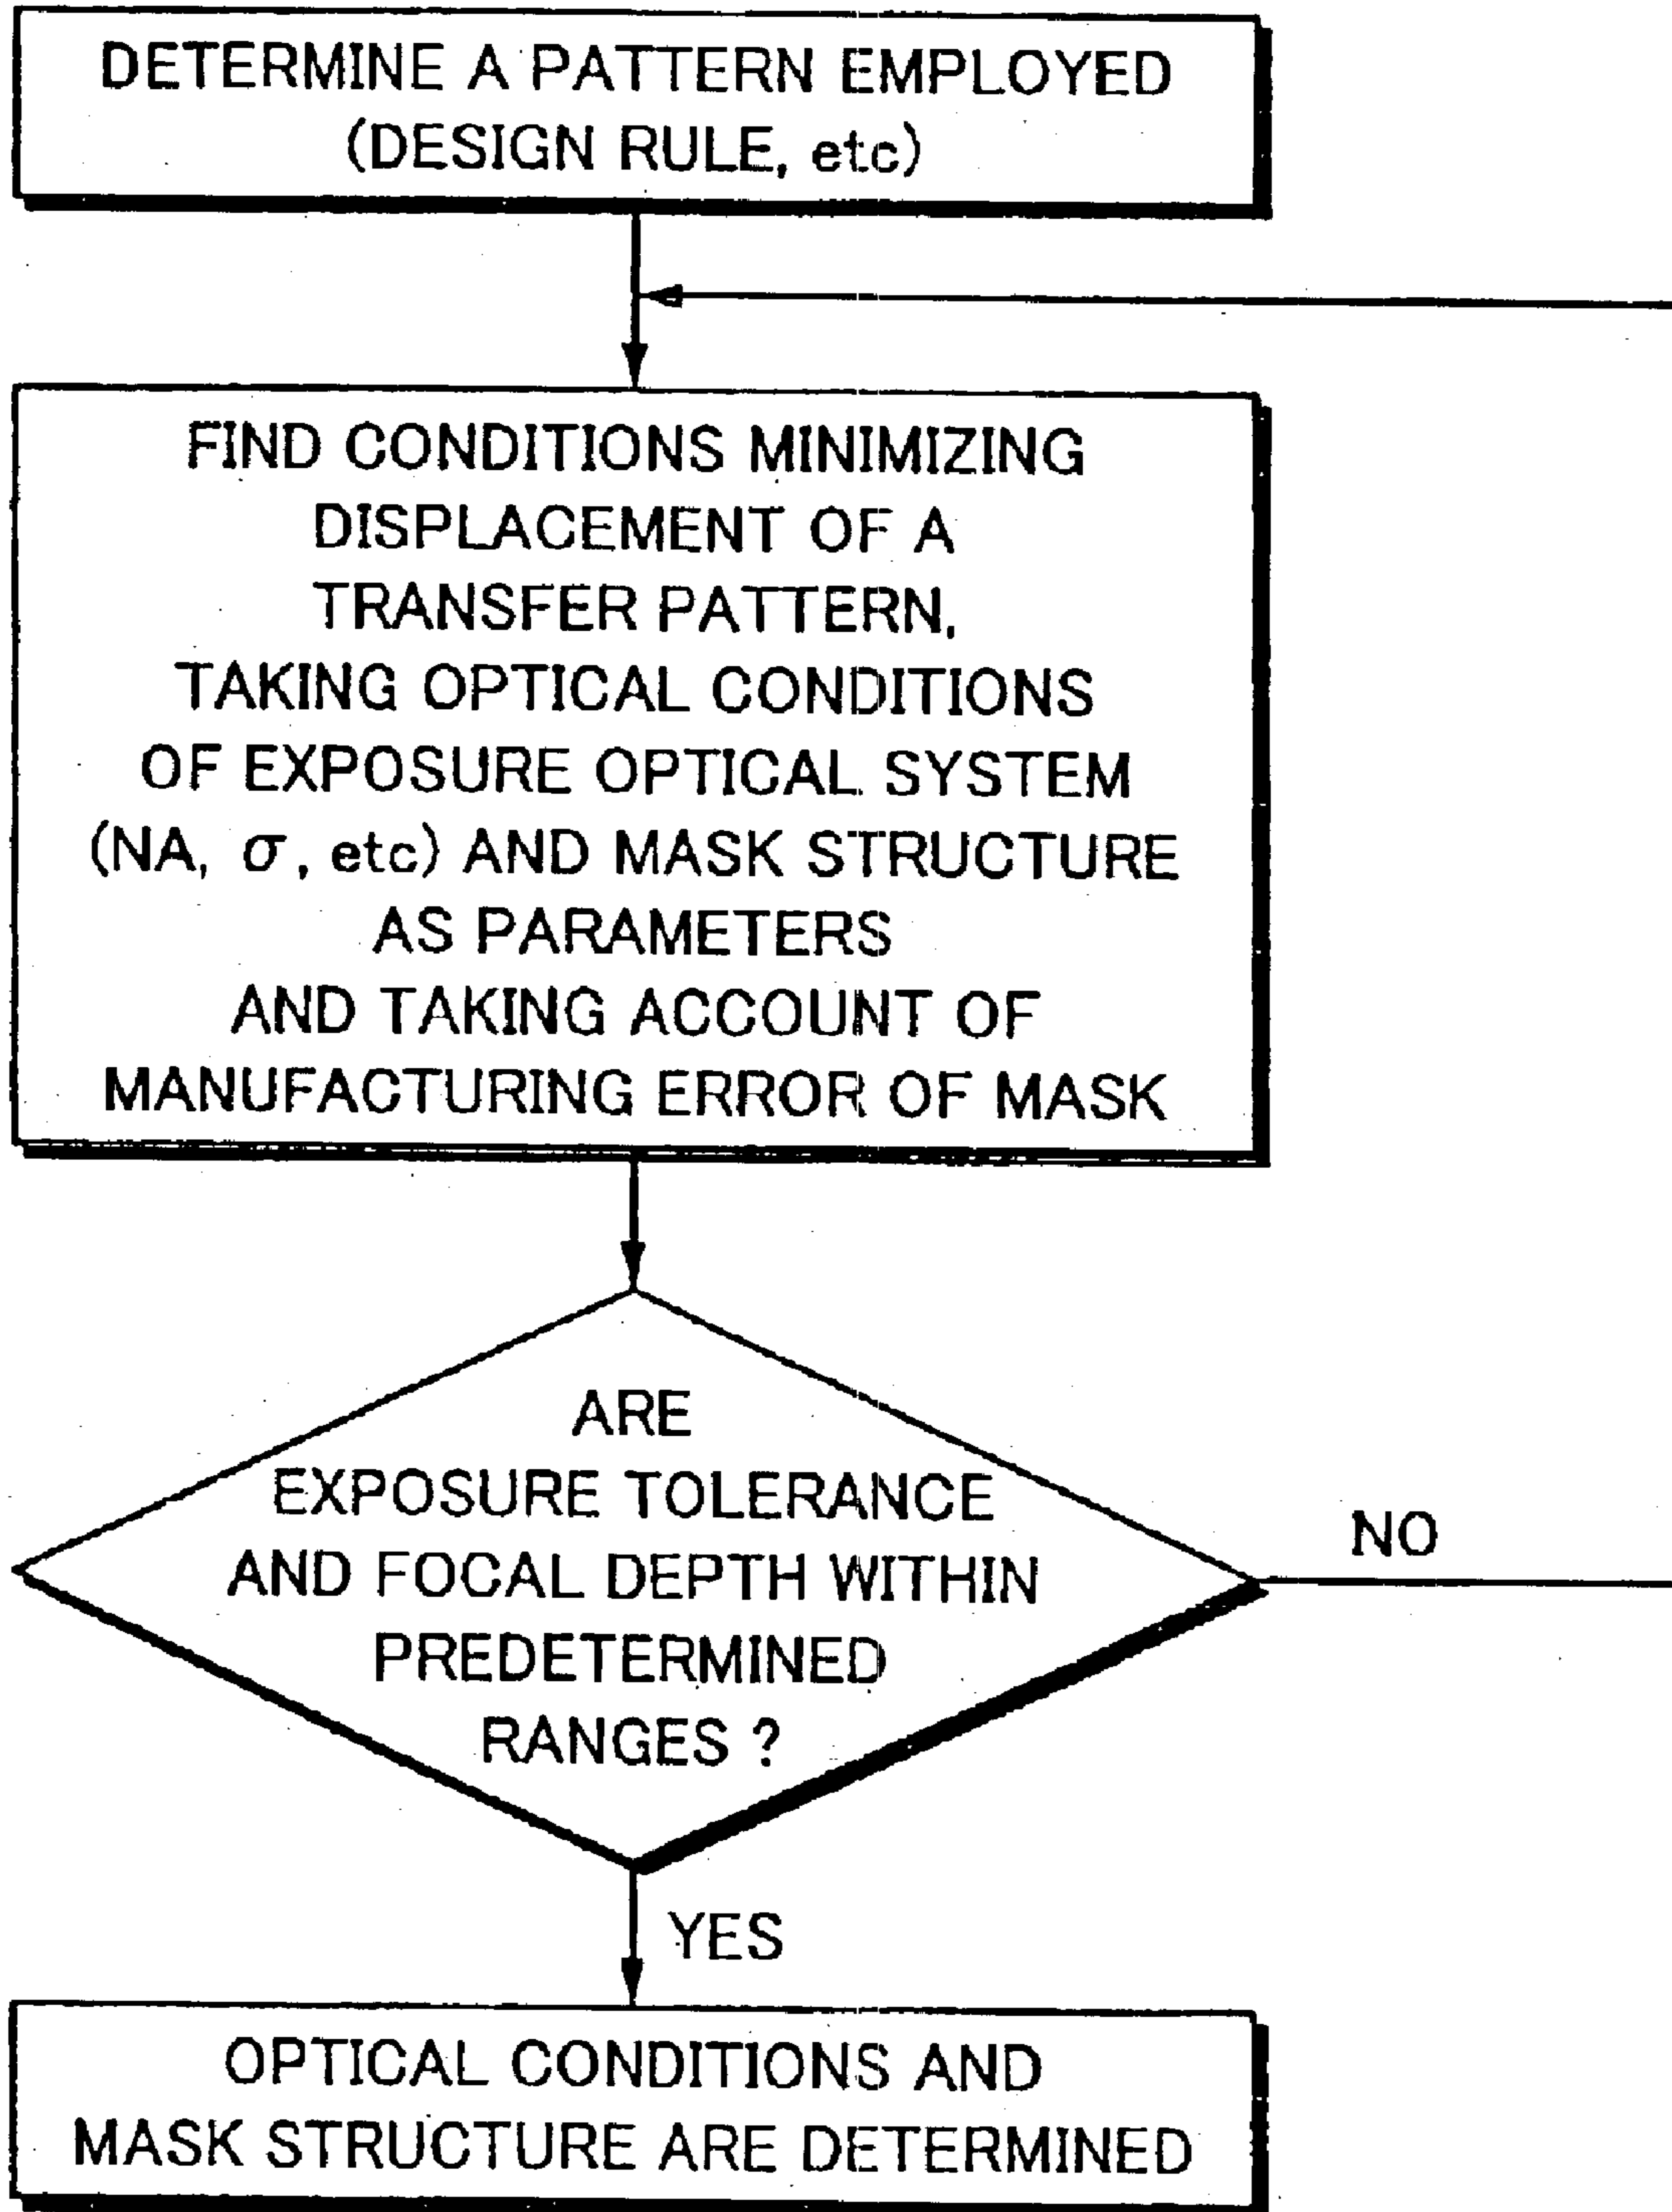 DETERMINE A PATTERN EMPLOYED
(DESIGN RULE, etc)
FIND CONDITIONS MINIMIZING
DISPLACEMENT OF A
TRANSFER PATTERN,
TAKING OPTICAL CONDITIONS
OF EXPOSURE OPTICAL SYSTEM
(NA, σ, etc) AND MASK STRUCTURE
AS PARAMETERS
AND TAKING ACCOUNT OF
MANUFACTURING ERROR OF MASK
ARE
EXPOSURE TOLERANCE
AND FOCAL DEPTH WITHIN
PREDETERMINED
RANGES ?
NO
YES
OPTICAL CONDITIONS AND
MASK STRUCTURE ARE DETERMINED